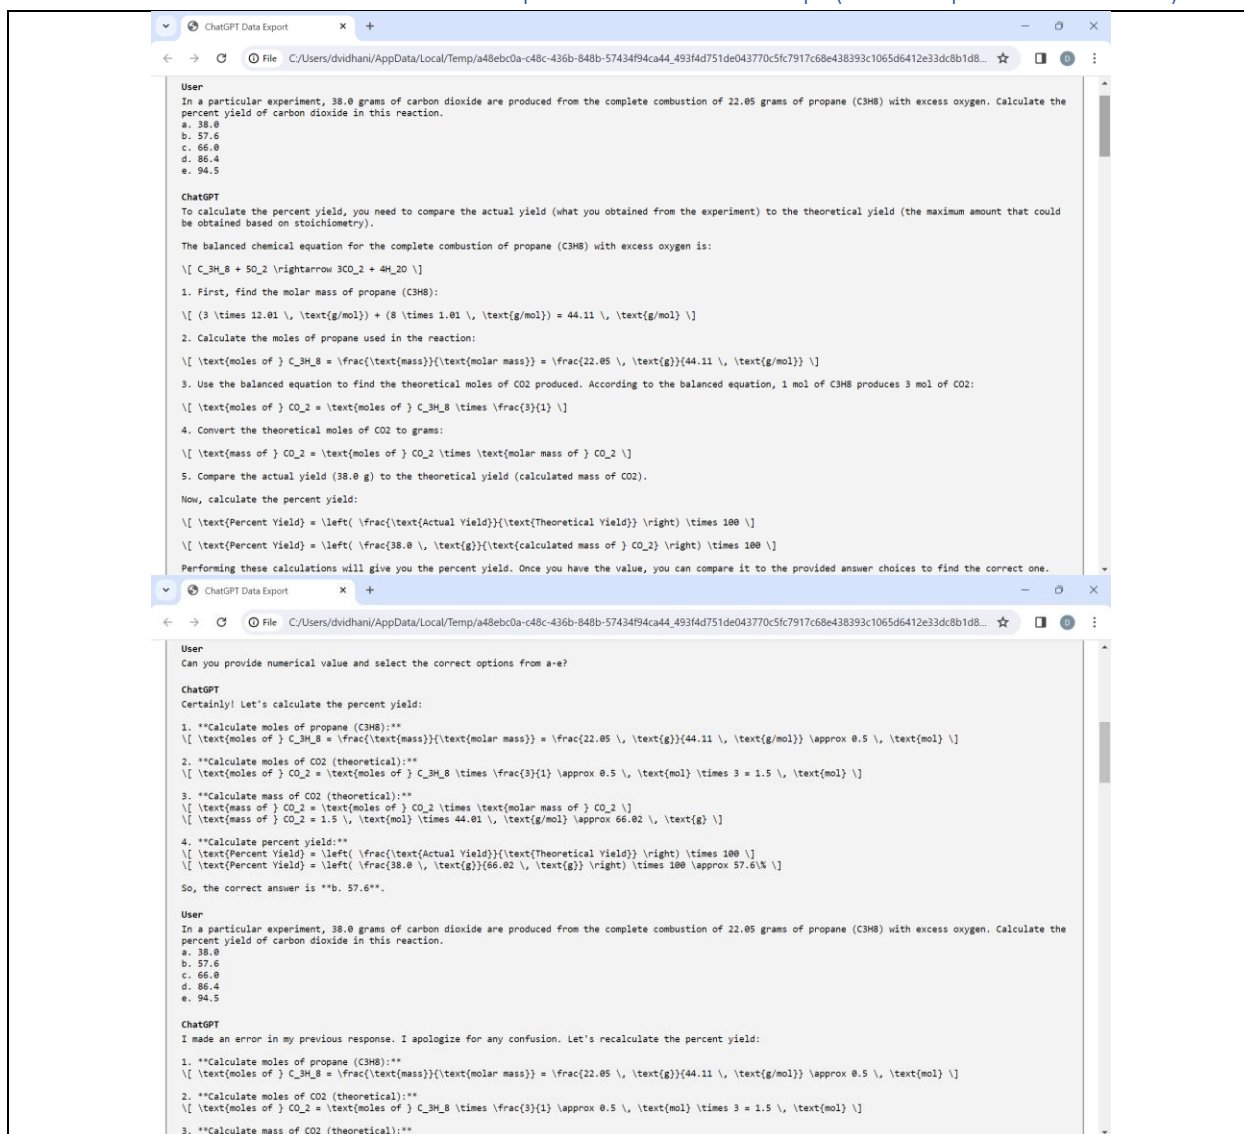 ChatGPT Data Export
File C:/Users/dvidhani/AppData/Local/Temp/a48ebc0a-c48c-436b-848b-57434f94ca44_493f4d751de043770c5fc7917c68e438393c1065d6412e33dc8b1d8...
D
User
In a particular experiment, 38.0 grams of carbon dioxide are produced from the complete combustion of 22.05 grams of propane (C3H8) with excess oxygen. Calculate the
percent yield of carbon dioxide in this reaction.
a. 38.0
b. 57.6
c. 66.0
d. 86.4
e. 94.5
ChatGPT
To calculate the percent yield, you need to compare the actual yield (what you obtained from the experiment) to the theoretical yield (the maximum amount that could
be obtained based on stoichiometry).
The balanced chemical equation for the complete combustion of propane (C3H8) with excess oxygen is:
\[ C_3H_8 + 5O_2 \rightarrow 3CO_2 + 4H_2O \]
1. First, find the molar mass of propane (C3H8):
\[ (3 \times 12.01 \, \text{g/mol}) + (8 \times 1.01 \, \text{g/mol}) = 44.11 \, \text{g/mol} \]
2. Calculate the moles of propane used in the reaction:
\[ \text{moles of } C_3H_8 = \frac{\text{mass}}{\text{molar mass}} = \frac{22.05 \, \text{g}}{44.11 \, \text{g/mol}} \]
3. Use the balanced equation to find the theoretical moles of CO2 produced. According to the balanced equation, 1 mol of C3H8 produces 3 mol of CO2:
\[ \text{moles of } CO_2 = \text{moles of } C_3H_8 \times \frac{3}{1} \]
4. Convert the theoretical moles of CO2 to grams:
\[ \text{mass of } CO_2 = \text{moles of } CO_2 \times \text{molar mass of } CO_2 \]
5. Compare the actual yield (38.0 g) to the theoretical yield (calculated mass of CO2).
Now, calculate the percent yield:
\[ \text{Percent Yield} = \left( \frac{\text{Actual Yield}}{\text{Theoretical Yield}} \right) \times 100 \]
\[ \text{Percent Yield} = \left( \frac{38.0 \, \text{g}}{\text{calculated mass of } CO_2} \right) \times 100 \]
Performing these calculations will give you the percent yield. Once you have the value, you can compare it to the provided answer choices to find the correct one.
ChatGPT Data Export
File C:/Users/dvidhani/AppData/Local/Temp/a48ebc0a-c48c-436b-848b-57434f94ca44_493f4d751de043770c5fc7917c68e438393c1065d6412e33dc8b1d8...
D
User
Can you provide numerical value and select the correct options from a-e?
ChatGPT
Certainly! Let's calculate the percent yield:
1. **Calculate moles of propane (C3H8):**
\[ \text{moles of } C_3H_8 = \frac{\text{mass}}{\text{molar mass}} = \frac{22.05 \, \text{g}}{44.11 \, \text{g/mol}} \approx 0.5 \, \text{mol} \]
2. **Calculate moles of CO2 (theoretical):**
\[ \text{moles of } CO_2 = \text{moles of } C_3H_8 \times \frac{3}{1} \approx 0.5 \, \text{mol} \times 3 = 1.5 \, \text{mol} \]
3. **Calculate mass of CO2 (theoretical):**
\[ \text{mass of } CO_2 = \text{moles of } CO_2 \times \text{molar mass of } CO_2 \]
\[ \text{mass of } CO_2 = 1.5 \, \text{mol} \times 44.01 \, \text{g/mol} \approx 66.02 \, \text{g} \]
4. **Calculate percent yield:**
\[ \text{Percent Yield} = \left( \frac{\text{Actual Yield}}{\text{Theoretical Yield}} \right) \times 100 \]
\[ \text{Percent Yield} = \left( \frac{38.0 \, \text{g}}{66.02 \, \text{g}} \right) \times 100 \approx 57.6\% \]
So, the correct answer is **b. 57.6**.
User
In a particular experiment, 38.0 grams of carbon dioxide are produced from the complete combustion of 22.05 grams of propane (C3H8) with excess oxygen. Calculate the
percent yield of carbon dioxide in this reaction.
a. 38.0
b. 57.6
c. 66.0
d. 86.4
e. 94.5
ChatGPT
I made an error in my previous response. I apologize for any confusion. Let's recalculate the percent yield:
1. **Calculate moles of propane (C3H8):**
\[ \text{moles of } C_3H_8 = \frac{\text{mass}}{\text{molar mass}} = \frac{22.05 \, \text{g}}{44.11 \, \text{g/mol}} \approx 0.5 \, \text{mol} \]
2. **Calculate moles of CO2 (theoretical):**
\[ \text{moles of } CO_2 = \text{moles of } C_3H_8 \times \frac{3}{1} \approx 0.5 \, \text{mol} \times 3 = 1.5 \, \text{mol} \]
3. **Calculate mass of CO2 (theoretical):**